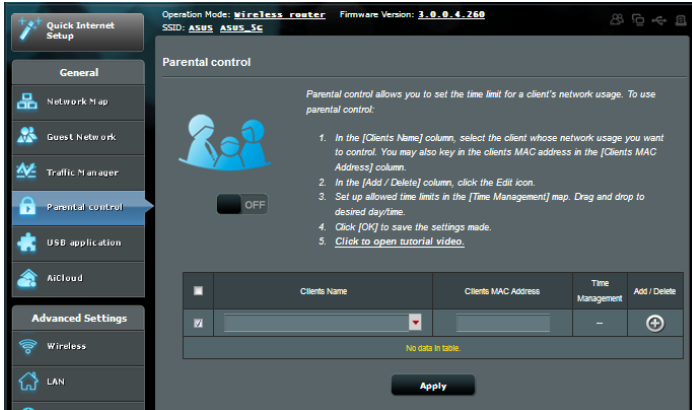 Quick Internet
Setup
Operation Mode: Wireless router Firmware Version: 3.0.0.4.260
SSID: ASUS ASUS_5G
General
Network Map
Guest Network
Traffic Manager
Parental control
USB application
AiCloud
Advanced Settings
Wireless
LAN
Parental control
Parental control allows you to set the time limit for a client's network usage. To use
parental control:
1. In the [Clients Name] column, select the client whose network usage you want
to control. You may also key in the clients MAC address in the [Clients MAC
Address] column.
2. In the [Add / Delete] column, click the Edit icon.
3. Set up allowed time limits in the [Time Management] map. Drag and drop to
desired day/time.
4. Click [OK] to save the settings made.
5. Click to open tutorial video.
OFF
Clients Name Clients MAC Address Time
Management Add / Delete
–
No data in table.
Apply